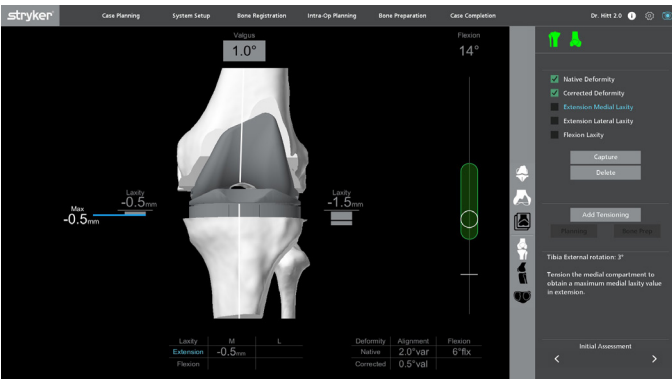 stryker
Case Planning System Setup Bone Registration Intra-Op Planning Bone Preparation Case Completion Dr. Hitt 2.0
Valgus
1.0°
Flexion
14°
Native Deformity
Corrected Deformity
Extension Medial Laxity
Extension Lateral Laxity
Flexion Laxity
Capture
Delete
Laxity
-0.5mm
Max
-0.5mm
Laxity
-1.5mm
Add Tensioning
Planning Bone Prep
Tibia External rotation: 3°
Tension the medial compartment to
obtain a maximum medial laxity value
in extension.
Laxity M L
Extension -0.5mm
Flexion
Deformity Alignment Flexion
Native 2.0°var 6°flx
Corrected 0.5°val
Initial Assessment
< >